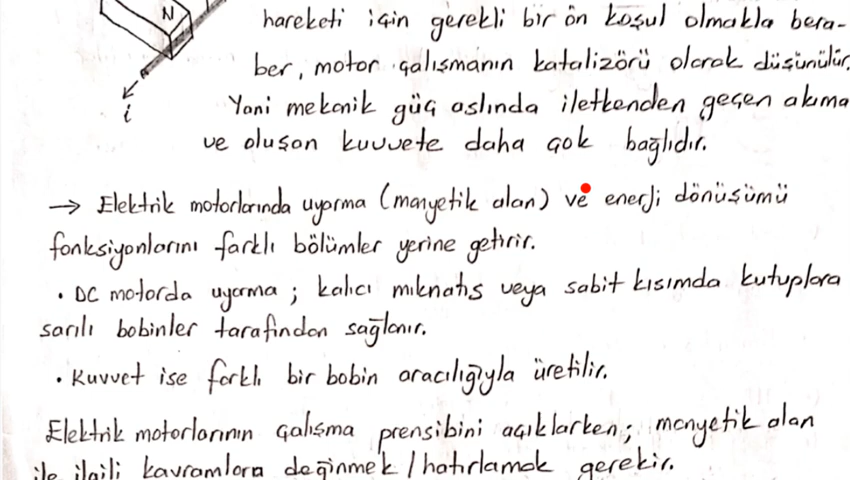 N
hareketi için gerekli bir ön koşul olmakla bera-
ber, motor çalışmanın katalizörü olarak düşünülür.
i
Yani mekanik güç aslında iletkenden geçen akıma
ve oluşan kuvvete daha çok bağlıdır.
→ Elektrik motorlarında uyarma (manyetik alan) ve enerji dönüşümü
fonksiyonlarını farklı bölümler yerine getirir.
• DC motorda uyarma ; kalıcı mıknatıs veya sabit kısımda kutuplara
sarılı bobinler tarafından sağlanır.
• Kuvvet ise farklı bir bobin aracılığıyla üretilir.
Elektrik motorlarının çalışma prensibini açıklarken; manyetik alan
ile ilgili kavramlara değinmek / hatırlamak gerekir.